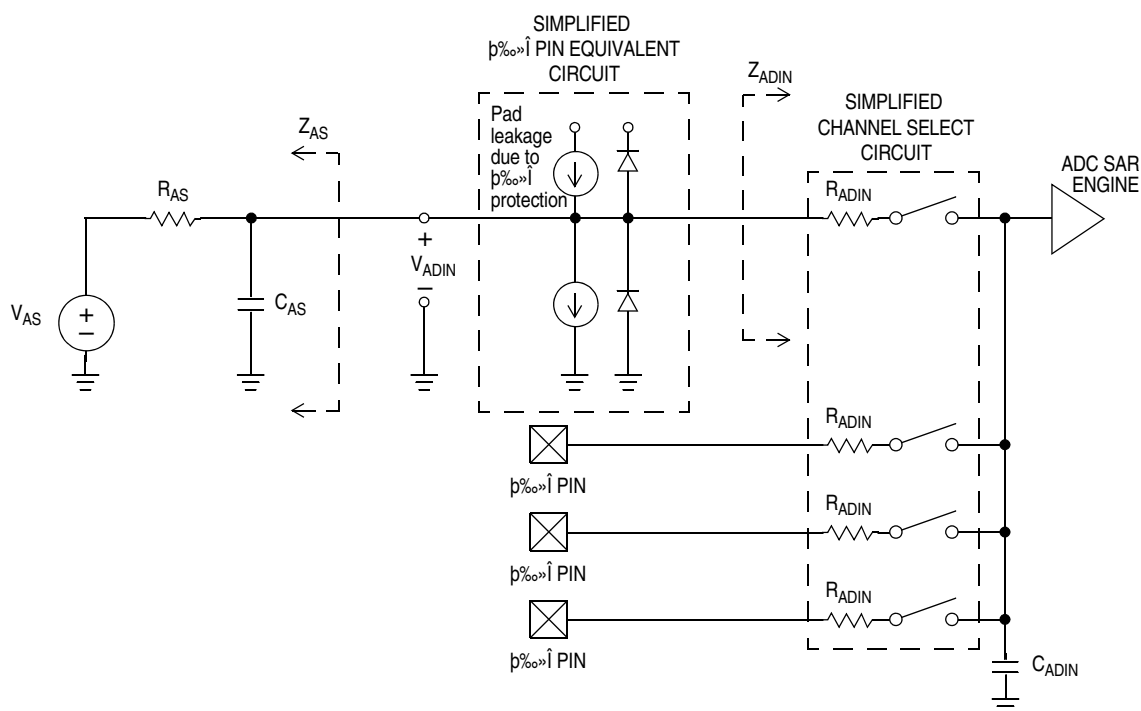 SIMPLIFIED
þ‰»Î PIN EQUIVALENT
CIRCUIT
Z_ADIN
SIMPLIFIED
CHANNEL SELECT
CIRCUIT
ADC SAR
ENGINE
Z_AS
Pad
leakage
due to
þ‰»Î
protection
R_AS
R_ADIN
+
V_ADIN
−
V_AS
+
−
C_AS
R_ADIN
þ‰»Î PIN
R_ADIN
þ‰»Î PIN
R_ADIN
þ‰»Î PIN
C_ADIN